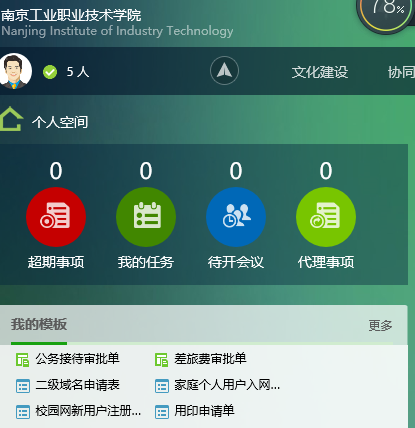 南京工业职业技术学院
78%
Nanjing Institute of Industry Technology
5 人 文化建设 协同
个人空间
0 0 0 0
超期事项 我的任务 待开会议 代理事项
我的模板 更多
公务接待审批单 差旅费审批单
二级域名申请表 家庭个人用户入网...
校园网新用户注册... 用印申请单